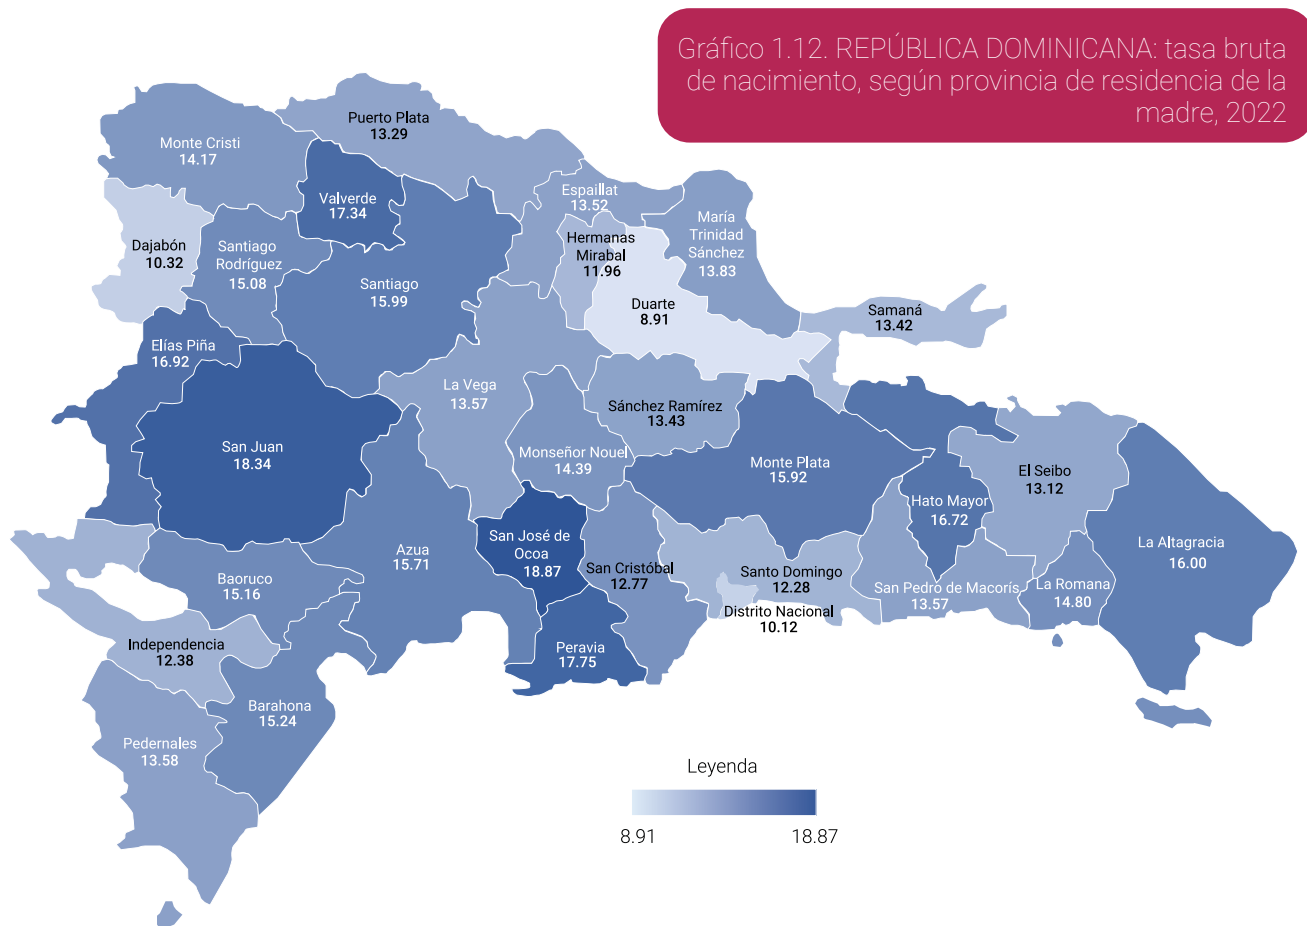 Gráfico 1.12. REPÚBLICA DOMINICANA: tasa bruta
de nacimiento, según provincia de residencia de la
madre, 2022
Puerto Plata
13.29
Monte Cristi
14.17
Valverde
17.34
Espaillat
13.52
María
Trinidad
Sánchez
13.83
Dajabón
10.32
Santiago
Rodríguez
15.08
Hermanas
Mirabal
11.96
Santiago
15.99
Duarte
8.91
Samaná
13.42
Elías Piña
16.92
La Vega
13.57
Sánchez Ramírez
13.43
San Juan
18.34
Monseñor Nouel
14.39
Monte Plata
15.92
El Seibo
13.12
Hato Mayor
16.72
La Altagracia
16.00
Azua
15.71
San José de
Ocoa
18.87
San Cristóbal
12.77
Santo Domingo
12.28
San Pedro de Macorís
13.57
La Romana
14.80
Baoruco
15.16
Distrito Nacional
10.12
Independencia
12.38
Peravia
17.75
Barahona
15.24
Pedernales
13.58
Leyenda
8.91
18.87